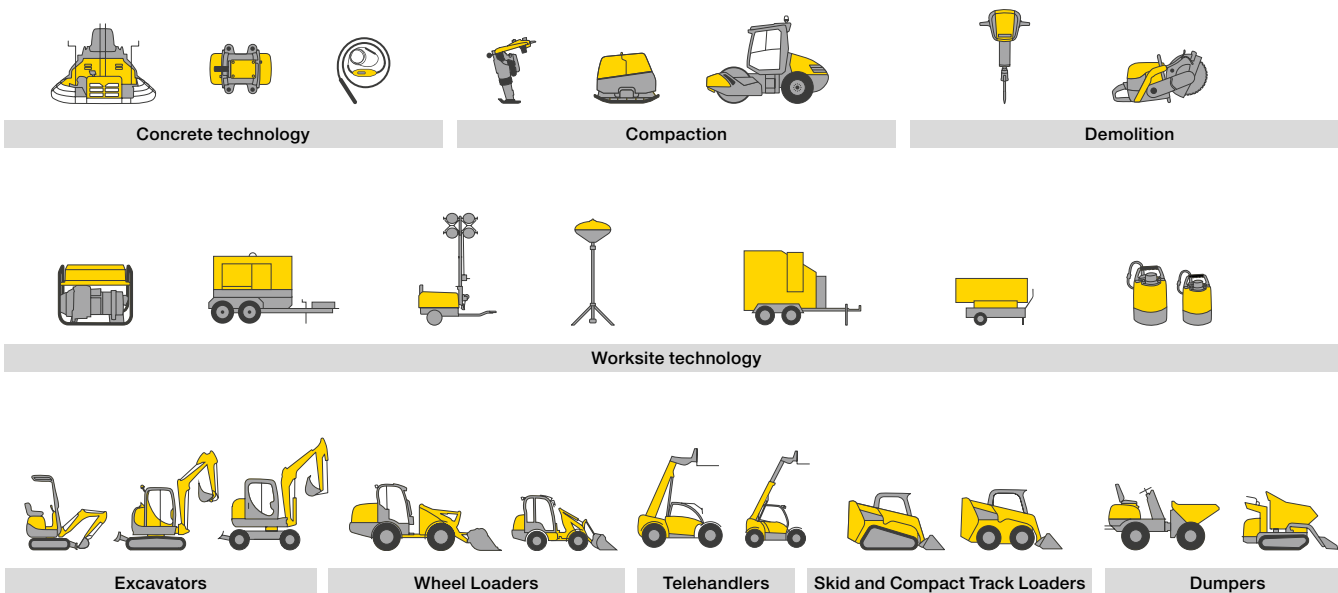 Concrete technology
Compaction
Demolition
Worksite technology
Excavators
Wheel Loaders
Telehandlers
Skid and Compact Track Loaders
Dumpers